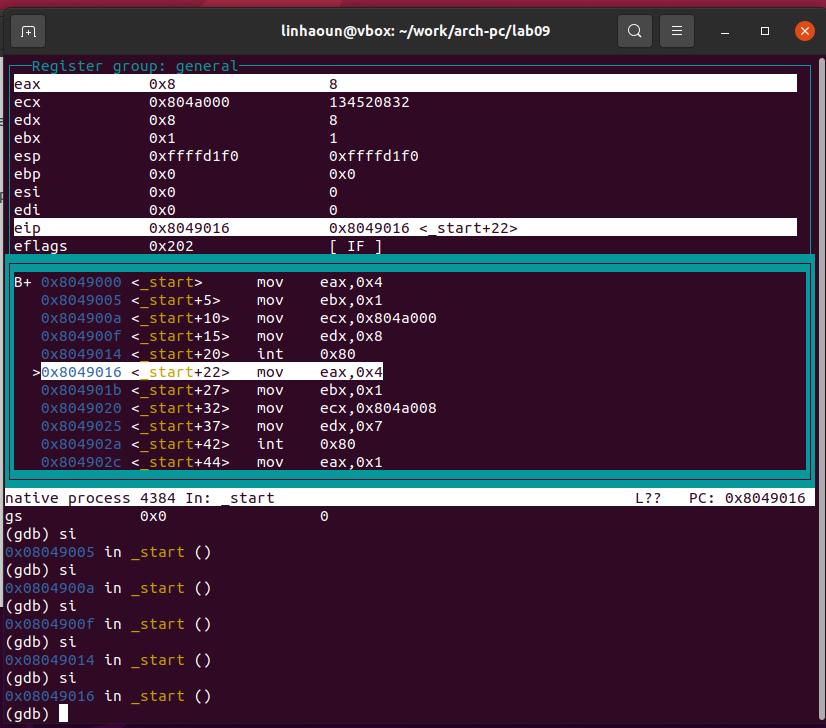 linhaoun@vbox: ~/work/arch-pc/lab09
Register group: general
eax 0x8 8
ecx 0x804a000 134520832
edx 0x8 8
ebx 0x1 1
esp 0xffffd1f0 0xffffd1f0
ebp 0x0 0x0
esi 0x0 0
edi 0x0 0
eip 0x8049016 0x8049016 <_start+22>
eflags 0x202 [ IF ]
B+ 0x8049000 <_start> mov eax,0x4
0x8049005 <_start+5> mov ebx,0x1
0x804900a <_start+10> mov ecx,0x804a000
0x804900f <_start+15> mov edx,0x8
0x8049014 <_start+20> int 0x80
>0x8049016 <_start+22> mov eax,0x4
0x804901b <_start+27> mov ebx,0x1
0x8049020 <_start+32> mov ecx,0x804a008
0x8049025 <_start+37> mov edx,0x7
0x804902a <_start+42> int 0x80
0x804902c <_start+44> mov eax,0x1
native process 4384 In: _start L?? PC: 0x8049016
gs 0x0 0
(gdb) si
0x08049005 in _start ()
(gdb) si
0x0804900a in _start ()
(gdb) si
0x0804900f in _start ()
(gdb) si
0x08049014 in _start ()
(gdb) si
0x08049016 in _start ()
(gdb)